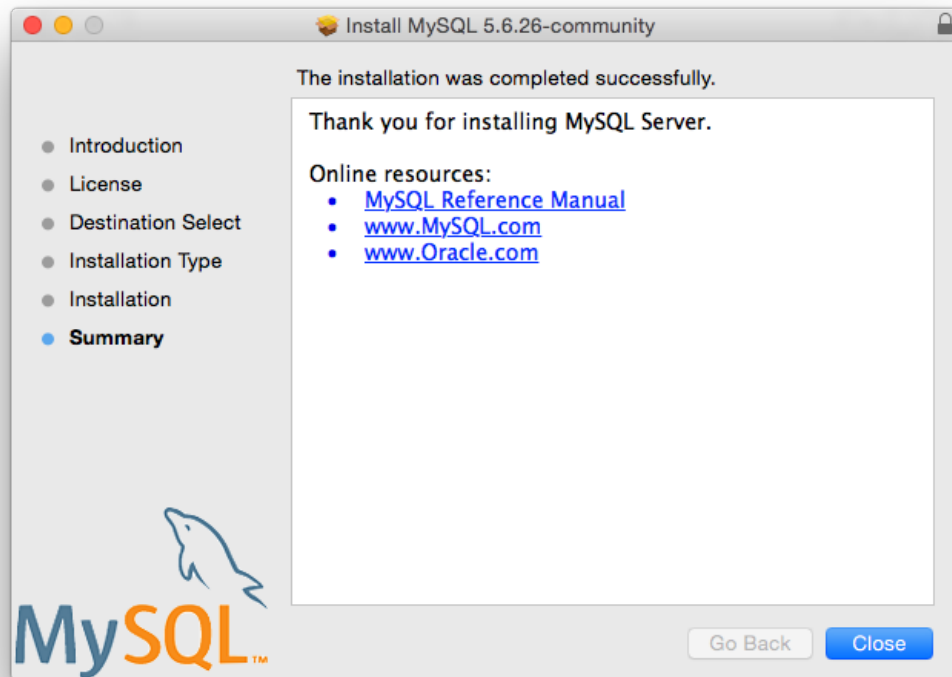 Install MySQL 5.6.26-community
The installation was completed successfully.
Introduction
License
Destination Select
Installation Type
Installation
Summary
Thank you for installing MySQL Server.
Online resources:
• MySQL Reference Manual
• www.MySQL.com
• www.Oracle.com
MySQL™
Go Back
Close